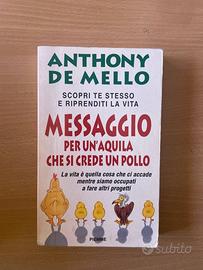 ANTHONY
DE MELLO
SCOPRI TE STESSO
E RIPRENDITI LA VITA
MESSAGGIO
PER UN'AQUILA
CHE SI CREDE UN POLLO
La vita è quella cosa che ci accade
mentre siamo occupati
a fare altri progetti
PIEMME
subito